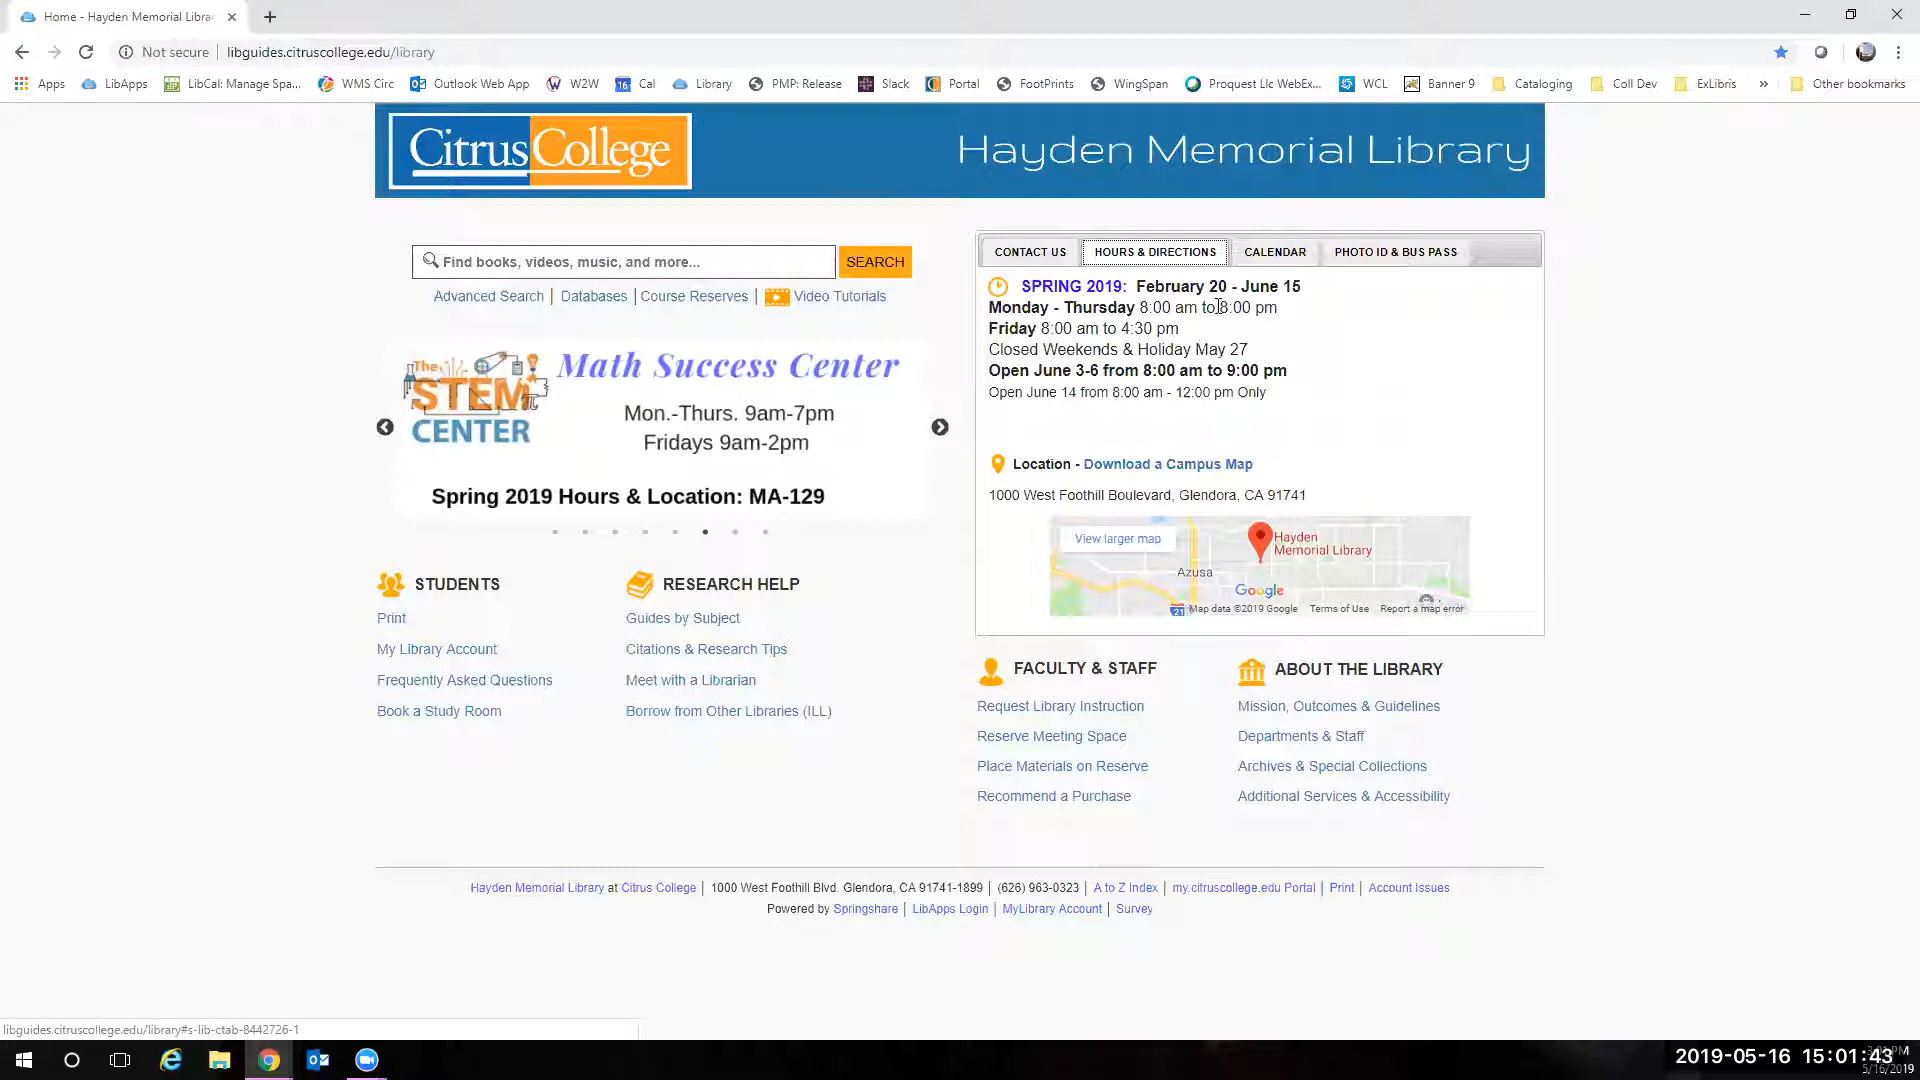 Home - Hayden Memorial Libra
Not secure | libguides.citruscollege.edu/library
Apps LibApps LibCal: Manage Spa... WMS Circ Outlook Web App W2W 16 Cal Library PMP: Release Slack Portal FootPrints WingSpan Proquest Llc WebEx... WCL Banner 9 Cataloging Coll Dev ExLibris » Other bookmarks
Citrus College
Hayden Memorial Library
Find books, videos, music, and more...
SEARCH
Advanced Search | Databases | Course Reserves | Video Tutorials
The STEM CENTER
Math Success Center
Mon.-Thurs. 9am-7pm
Fridays 9am-2pm
Spring 2019 Hours & Location: MA-129
CONTACT US HOURS & DIRECTIONS CALENDAR PHOTO ID & BUS PASS
SPRING 2019: February 20 - June 15
Monday - Thursday 8:00 am to 8:00 pm
Friday 8:00 am to 4:30 pm
Closed Weekends & Holiday May 27
Open June 3-6 from 8:00 am to 9:00 pm
Open June 14 from 8:00 am - 12:00 pm Only
Location - Download a Campus Map
1000 West Foothill Boulevard, Glendora, CA 91741
View larger map
Hayden
Memorial Library
Azusa
Google
21 Map data ©2019 Google Terms of Use Report a map error
STUDENTS
Print
My Library Account
Frequently Asked Questions
Book a Study Room
RESEARCH HELP
Guides by Subject
Citations & Research Tips
Meet with a Librarian
Borrow from Other Libraries (ILL)
FACULTY & STAFF
Request Library Instruction
Reserve Meeting Space
Place Materials on Reserve
Recommend a Purchase
ABOUT THE LIBRARY
Mission, Outcomes & Guidelines
Departments & Staff
Archives & Special Collections
Additional Services & Accessibility
Hayden Memorial Library at Citrus College | 1000 West Foothill Blvd. Glendora, CA 91741-1899 | (626) 963-0323 | A to Z Index | my.citruscollege.edu Portal | Print | Account Issues
Powered by Springshare | LibApps Login | MyLibrary Account | Survey
libguides.citruscollege.edu/library#s-lib-ctab-8442726-1
2019-05-16 15:01:43
5/16/2019